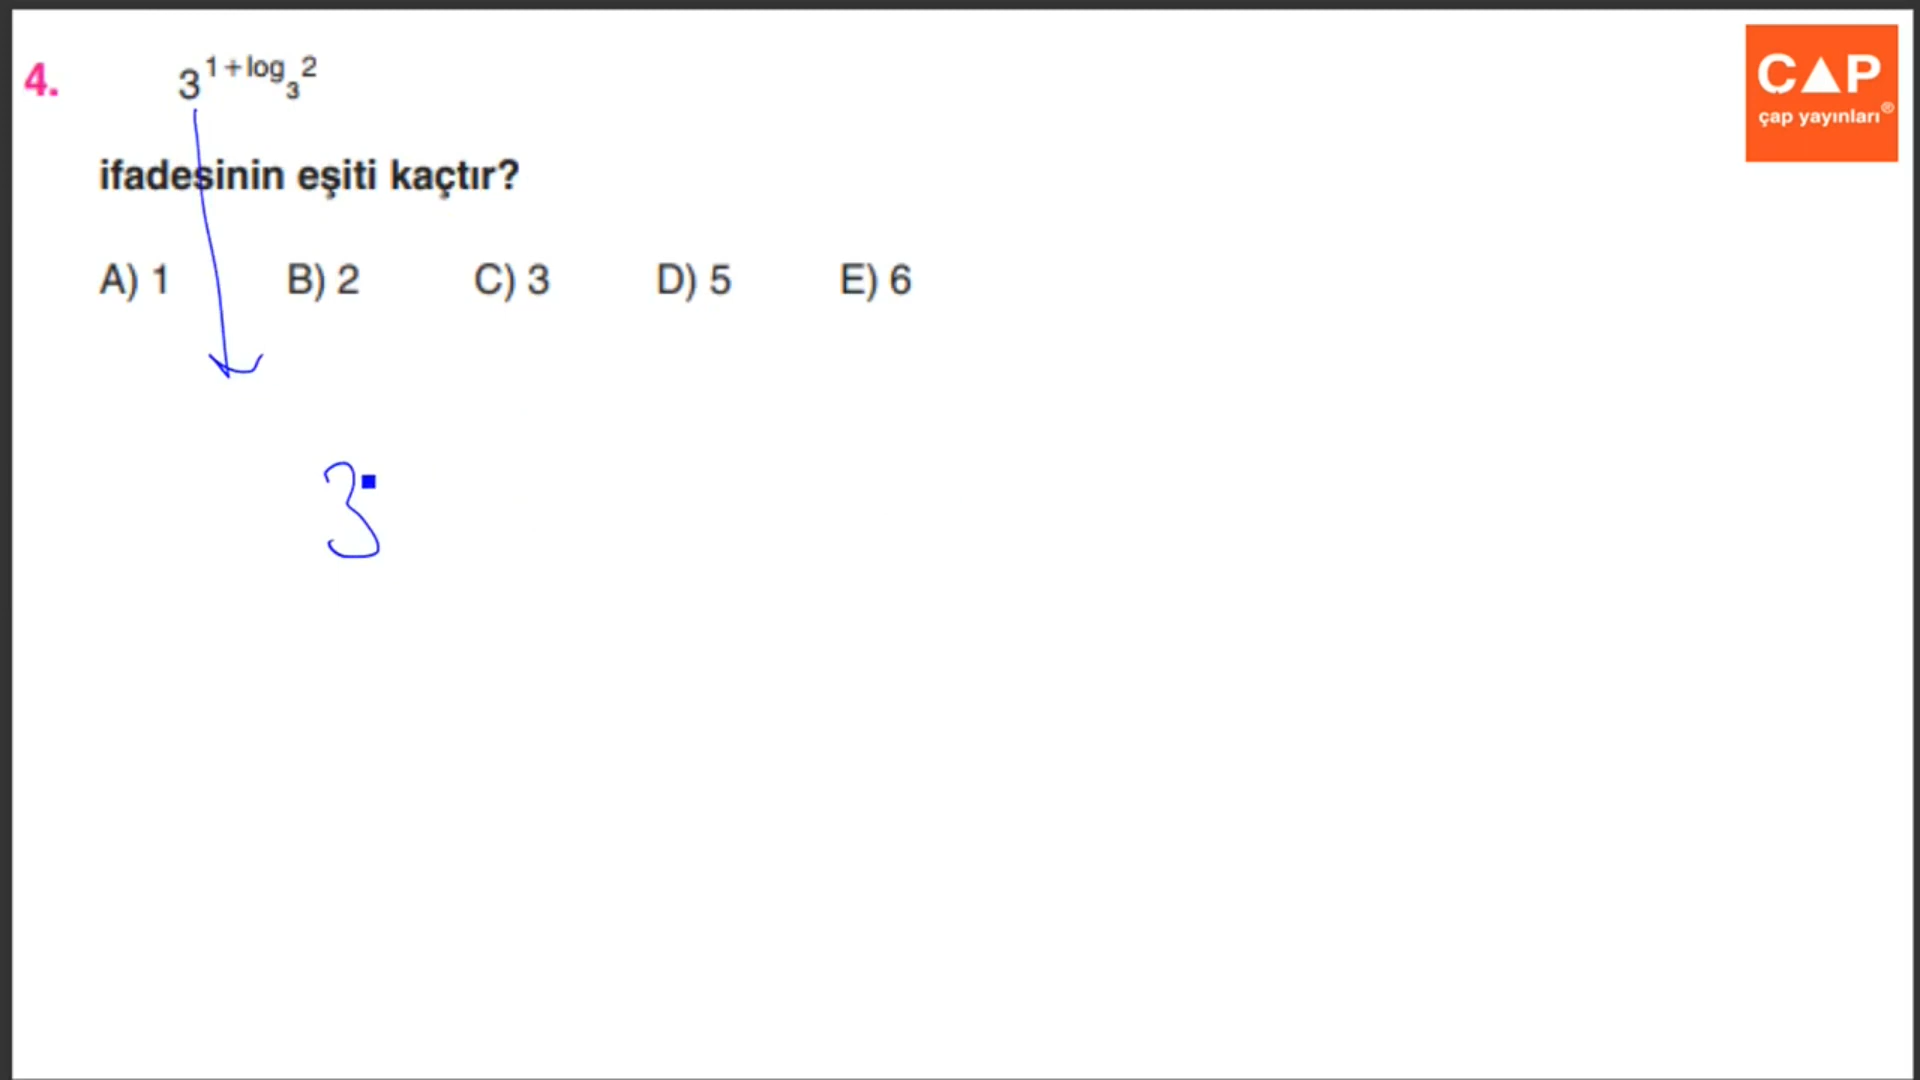 4. 3^{1+log_3 2}
ifadesinin eşiti kaçtır?
A) 1 B) 2 C) 3 D) 5 E) 6
3
ÇAP
çap yayınları®